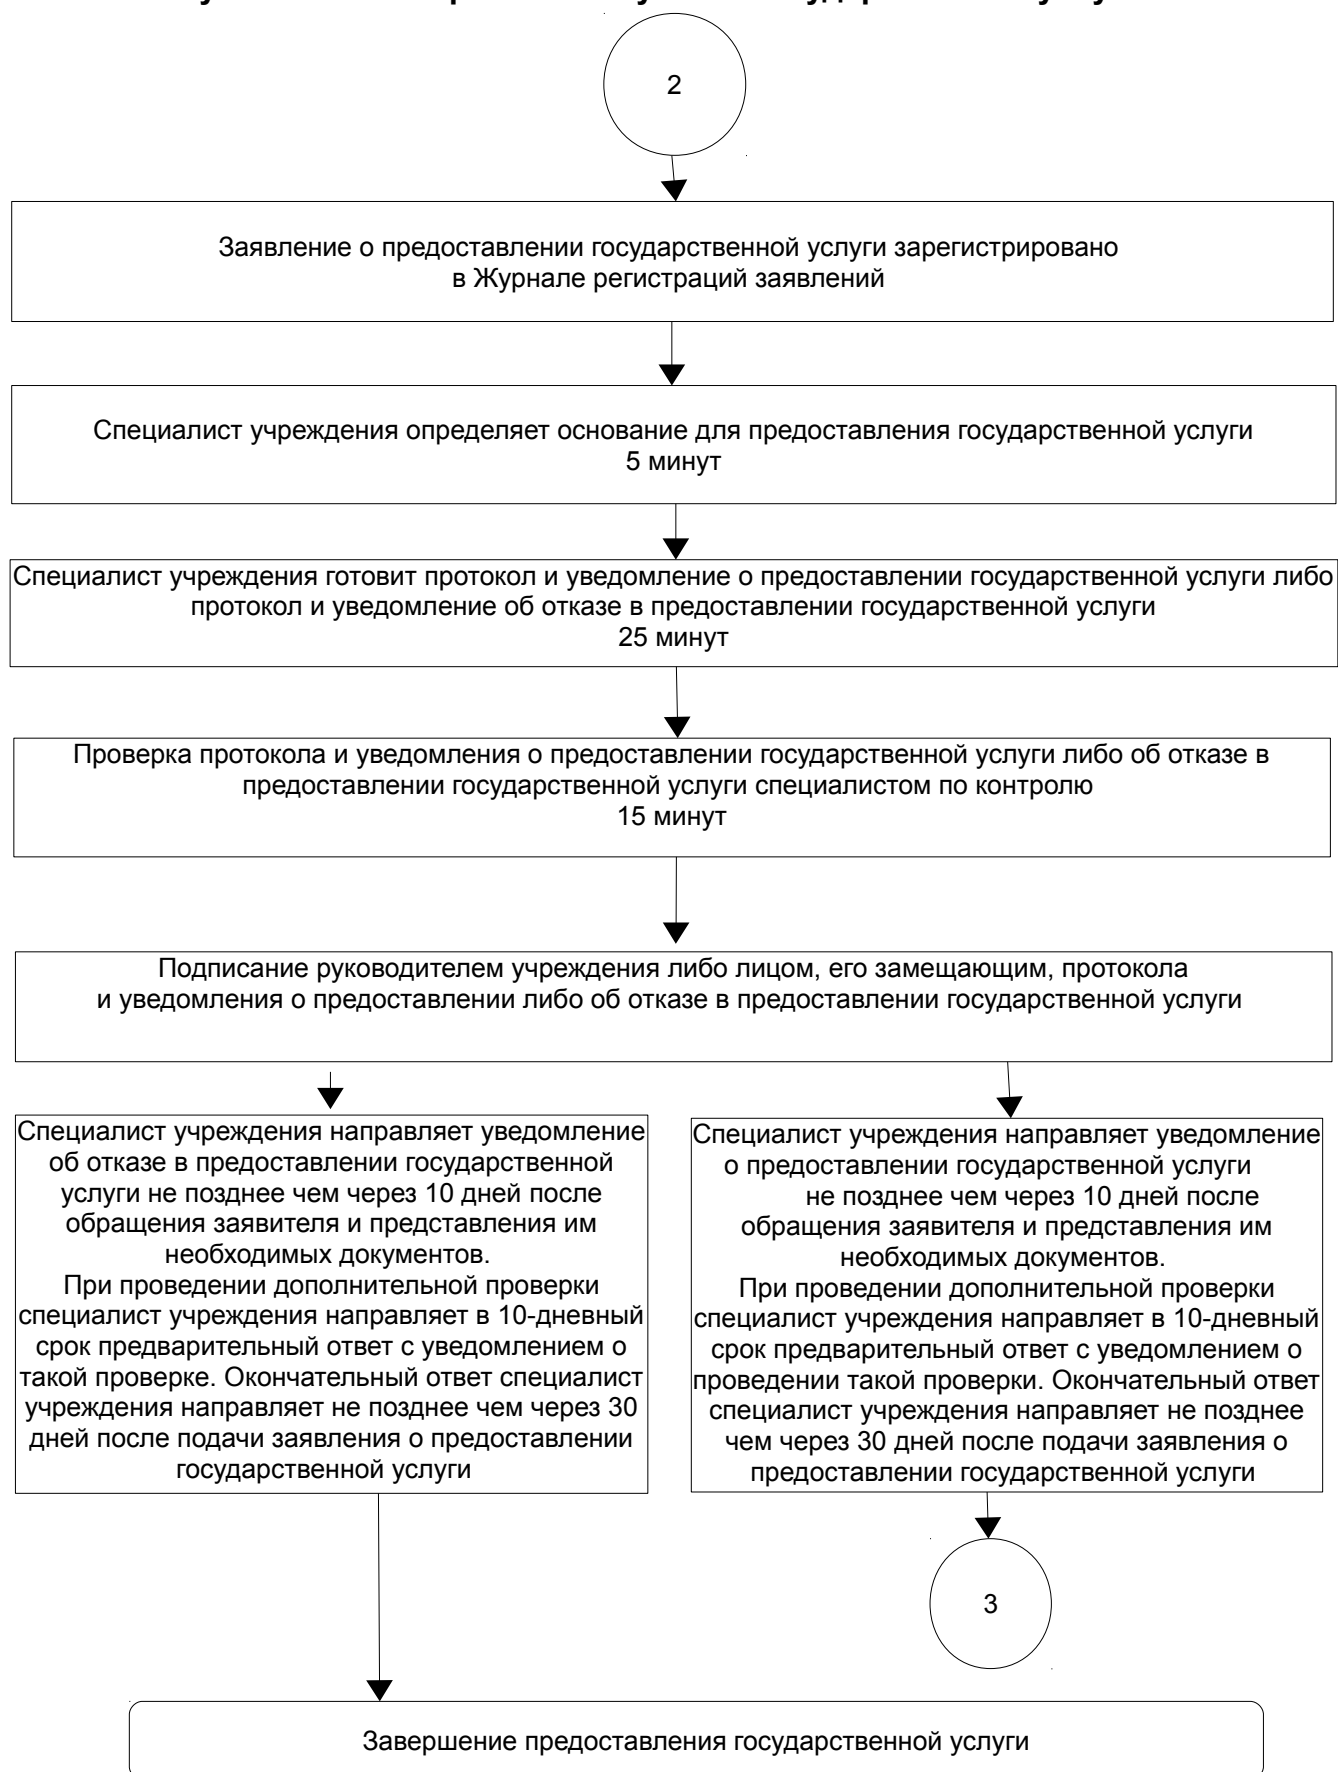 2
Заявление о предоставлении государственной услуги зарегистрировано
в Журнале регистраций заявлений
Специалист учреждения определяет основание для предоставления государственной услуги
5 минут
Специалист учреждения готовит протокол и уведомление о предоставлении государственной услуги либо
протокол и уведомление об отказе в предоставлении государственной услуги
25 минут
Проверка протокола и уведомления о предоставлении государственной услуги либо об отказе в
предоставлении государственной услуги специалистом по контролю
15 минут
Подписание руководителем учреждения либо лицом, его замещающим, протокола
и уведомления о предоставлении либо об отказе в предоставлении государственной услуги
Специалист учреждения направляет уведомление
об отказе в предоставлении государственной
услуги не позднее чем через 10 дней после
обращения заявителя и представления им
необходимых документов.
При проведении дополнительной проверки
специалист учреждения направляет в 10-дневный
срок предварительный ответ с уведомлением о
такой проверке. Окончательный ответ специалист
учреждения направляет не позднее чем через 30
дней после подачи заявления о предоставлении
государственной услуги
Специалист учреждения направляет уведомление
о предоставлении государственной услуги
не позднее чем через 10 дней после
обращения заявителя и представления им
необходимых документов.
При проведении дополнительной проверки
специалист учреждения направляет в 10-дневный
срок предварительный ответ с уведомлением о
проведении такой проверки. Окончательный ответ
специалист учреждения направляет не позднее
чем через 30 дней после подачи заявления о
предоставлении государственной услуги
3
Завершение предоставления государственной услуги